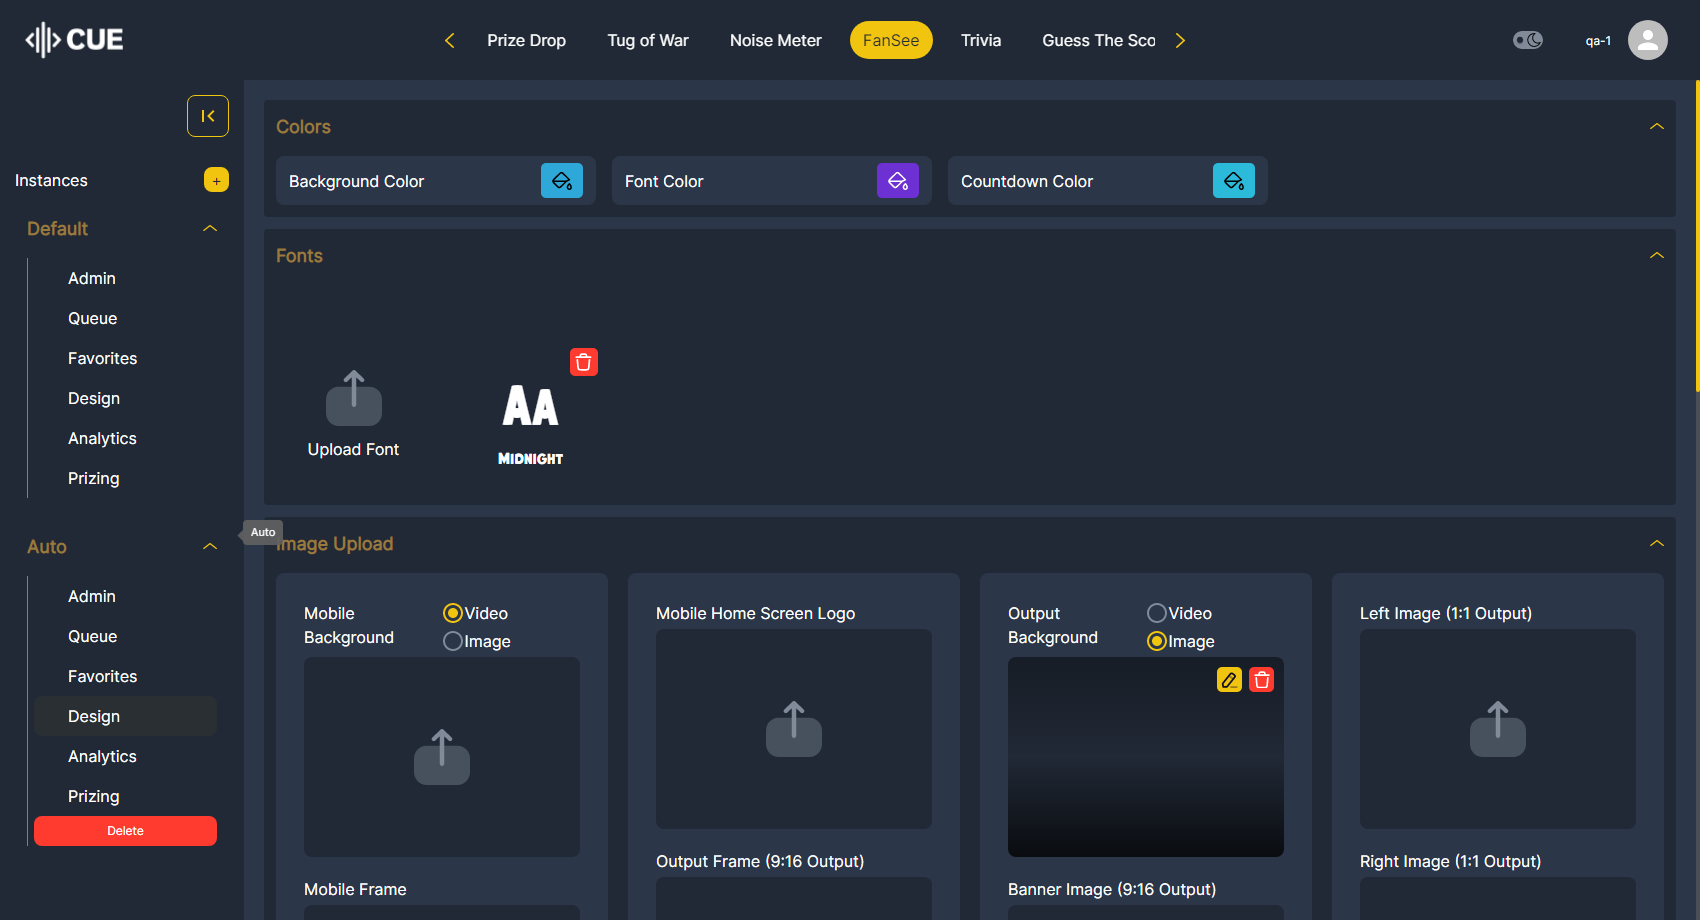 CUE
Prize Drop
Tug of War
Noise Meter
FanSee
Trivia
Guess The Sco
qa-1
Instances
+
Default
Admin
Queue
Favorites
Design
Analytics
Prizing
Auto
Admin
Queue
Favorites
Design
Analytics
Prizing
Delete
Auto
Colors
Background Color
Font Color
Countdown Color
Fonts
Upload Font
AA
MIDNIGHT
Image Upload
Mobile
Background
Video
Image
Mobile Frame
Mobile Home Screen Logo
Output Frame (9:16 Output)
Output
Background
Video
Image
Banner Image (9:16 Output)
Left Image (1:1 Output)
Right Image (1:1 Output)